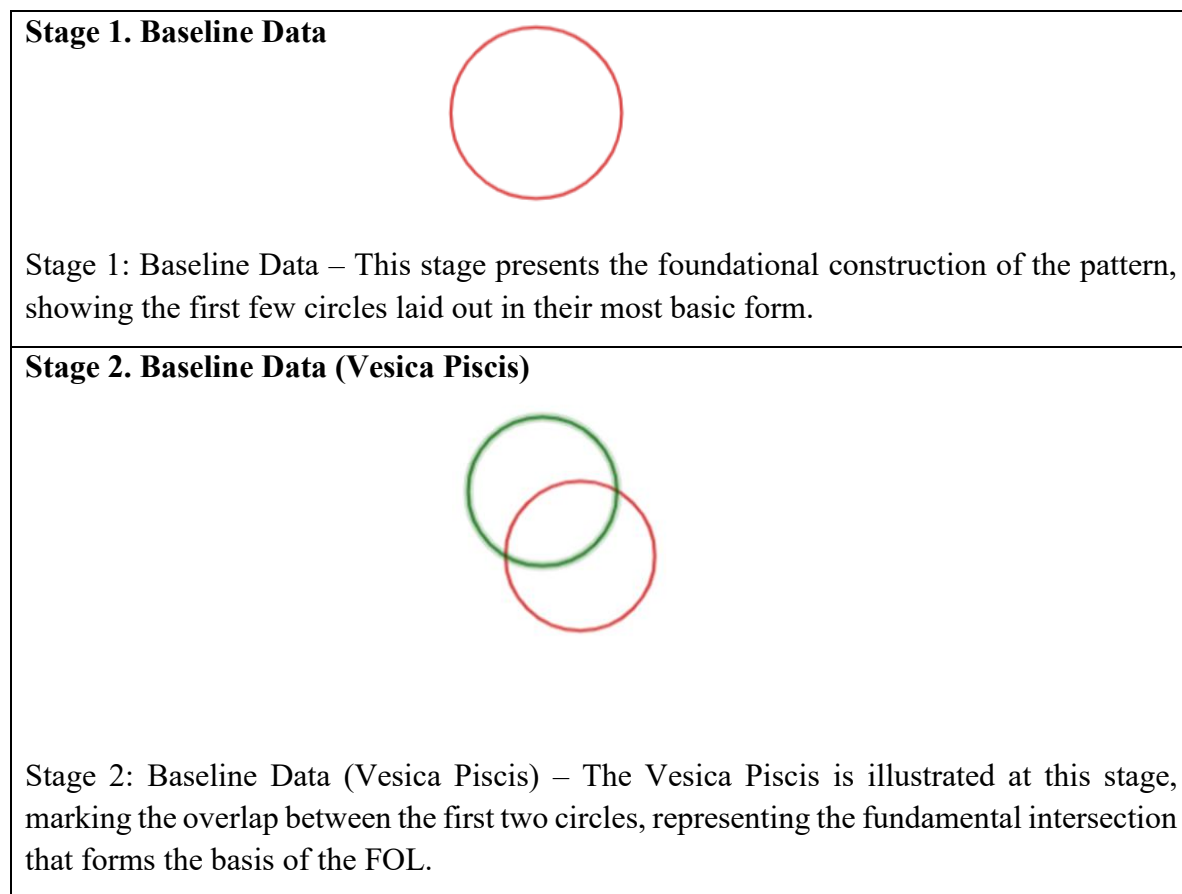 Stage 1. Baseline Data
Stage 1: Baseline Data – This stage presents the foundational construction of the pattern,
showing the first few circles laid out in their most basic form.
Stage 2. Baseline Data (Vesica Piscis)
Stage 2: Baseline Data (Vesica Piscis) – The Vesica Piscis is illustrated at this stage,
marking the overlap between the first two circles, representing the fundamental intersection
that forms the basis of the FOL.